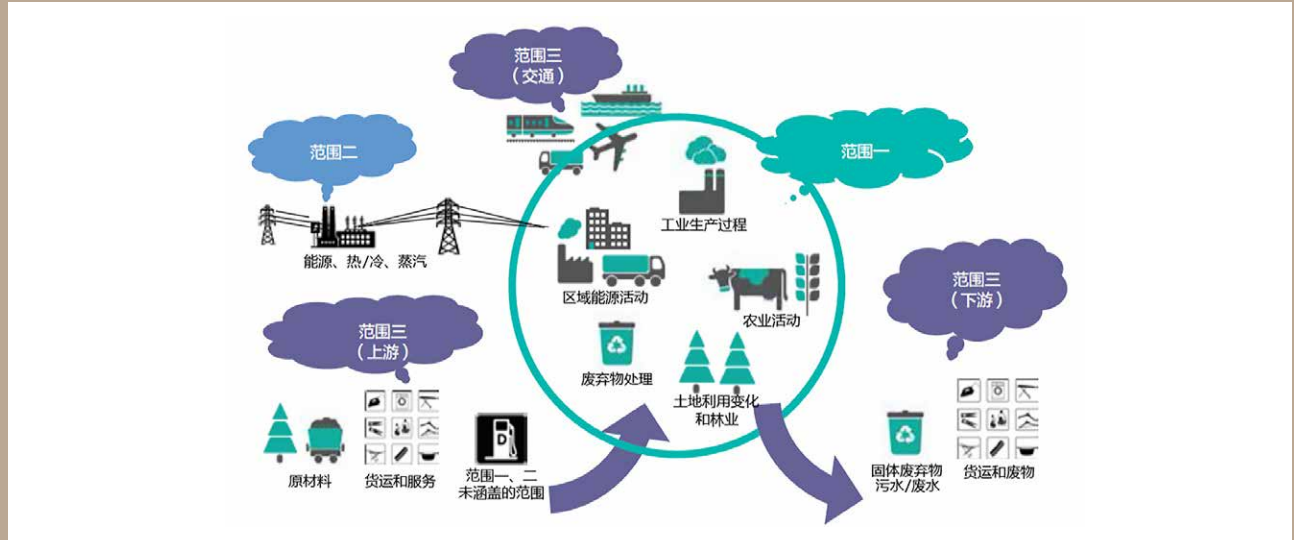 范围三
（交通）
范围二
范围一
工业生产过程
能源、热/冷、蒸汽
区域能源活动
农业活动
范围三
（下游）
范围三
（上游）
废弃物处理
土地利用变化
和林业
D
原材料
货运和服务
范围一、二
未涵盖的范围
固体废弃物
污水/废水
货运和废物